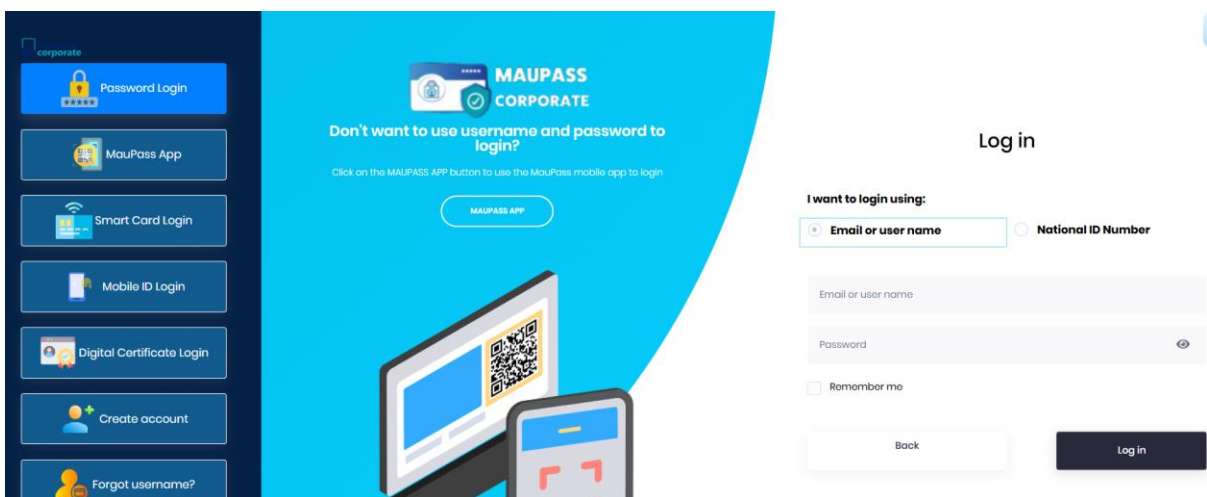 corporate
Password Login
MauPass App
Smart Card Login
Mobile ID Login
Digital Certificate Login
Create account
Forgot username?
MAUPASS
CORPORATE
Don't want to use username and password to
login?
Click on the MAUPASS APP button to use the MauPass mobile app to login
MAUPASS APP
Log in
I want to login using:
Email or user name
National ID Number
Email or user name
Password
Remember me
Back
Log in